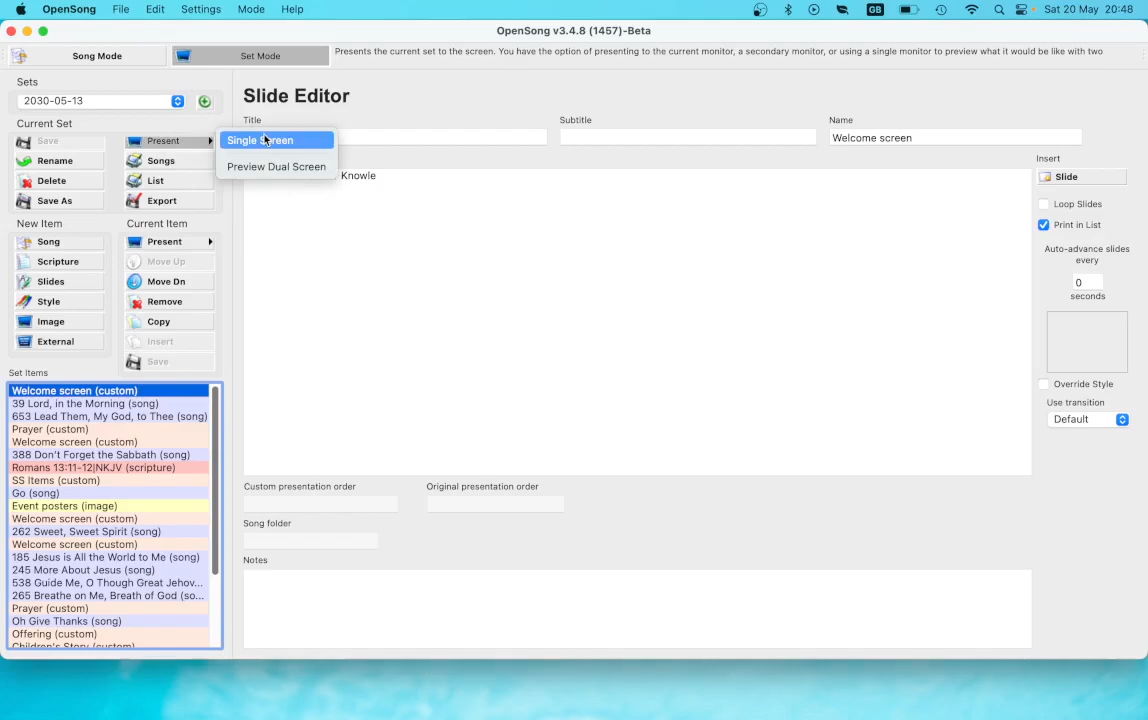 OpenSong File Edit Settings Mode Help
GB Sat 20 May 20:48
OpenSong v3.4.8 (1457)-Beta
Song Mode
Set Mode
Presents the current set to the screen. You have the option of presenting to the current monitor, a secondary monitor, or using a single monitor to preview what it would be like with two
Sets
2030-05-13
Current Set
Save
Rename
Delete
Save As
Present
Songs
List
Export
Single Screen
Preview Dual Screen
New Item
Song
Scripture
Slides
Style
Image
External
Current Item
Present
Move Up
Move Dn
Remove
Copy
Insert
Save
Set Items
Welcome screen (custom)
39 Lord, in the Morning (song)
653 Lead Them, My God, to Thee (song)
Prayer (custom)
Welcome screen (custom)
388 Don't Forget the Sabbath (song)
Romans 13:11-12|NKJV (scripture)
SS Items (custom)
Go (song)
Event posters (image)
Welcome screen (custom)
262 Sweet, Sweet Spirit (song)
Welcome screen (custom)
185 Jesus is All the World to Me (song)
245 More About Jesus (song)
538 Guide Me, O Though Great Jehov...
265 Breathe on Me, Breath of God (so...
Prayer (custom)
Oh Give Thanks (song)
Offering (custom)
Children's Story (custom)
Slide Editor
Title
Subtitle
Name
Welcome screen
Knowle
Insert
Slide
Loop Slides
Print in List
Auto-advance slides
every
0
seconds
Override Style
Use transition
Default
Custom presentation order
Original presentation order
Song folder
Notes